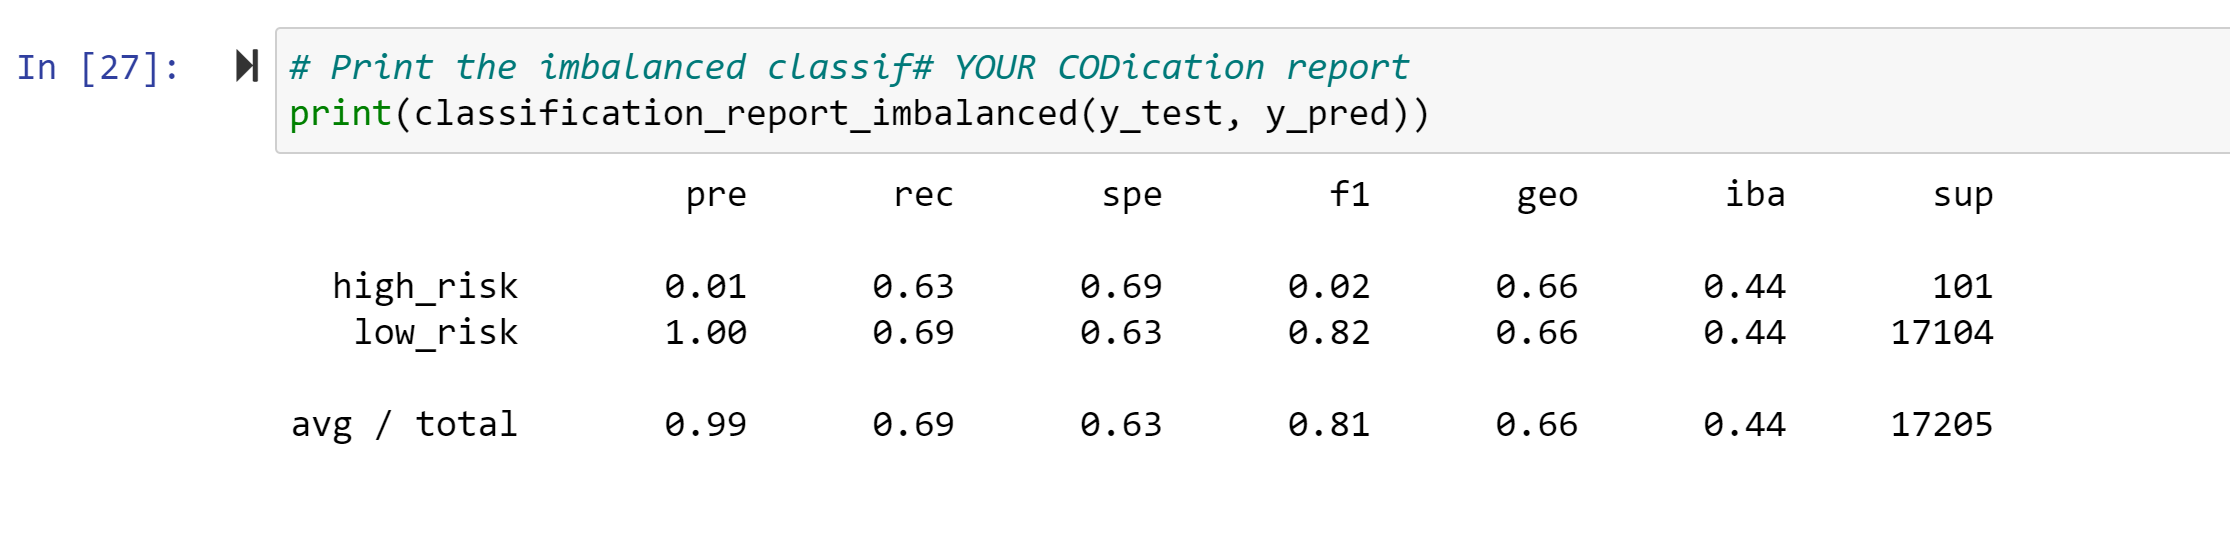 In [27]:
# Print the imbalanced classif# YOUR CODication report
print(classification_report_imbalanced(y_test, y_pred))
pre rec spe f1 geo iba sup
high_risk 0.01 0.63 0.69 0.02 0.66 0.44 101
low_risk 1.00 0.69 0.63 0.82 0.66 0.44 17104
avg / total 0.99 0.69 0.63 0.81 0.66 0.44 17205